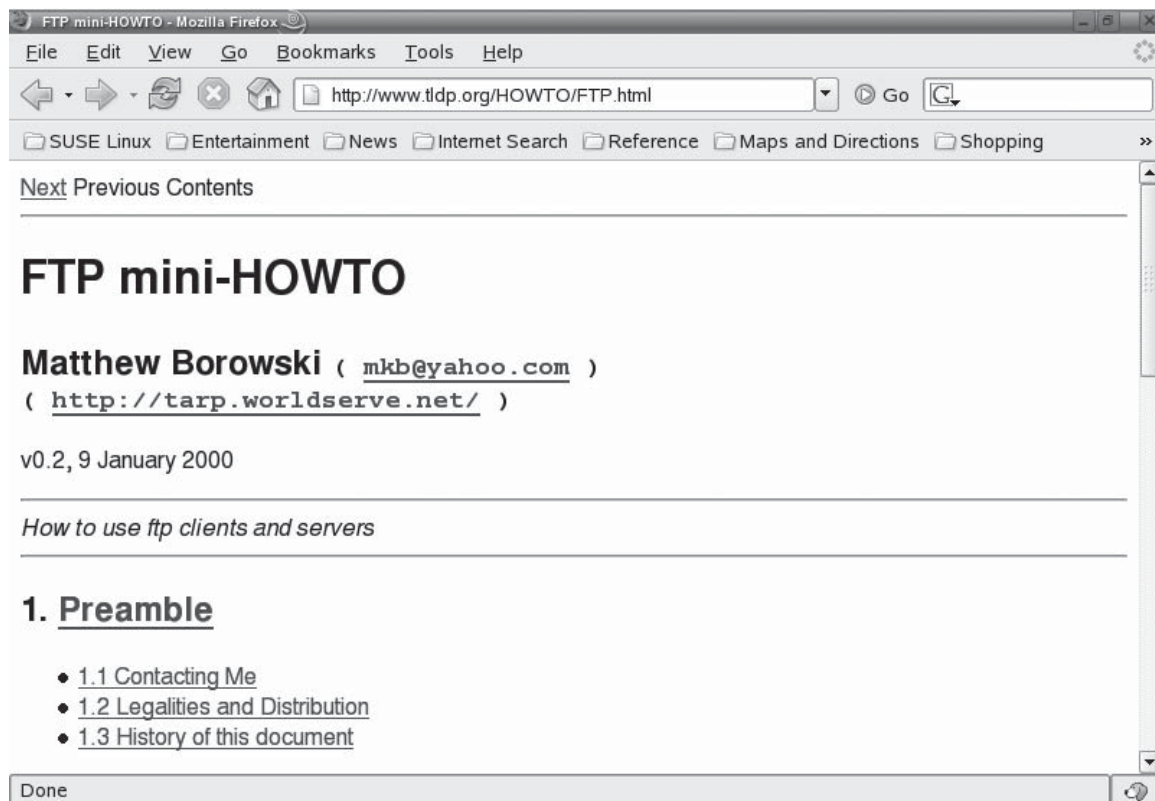 FTP mini-HOWTO - Mozilla Firefox
File Edit View Go Bookmarks Tools Help
http://www.tldp.org/HOWTO/FTP.html Go G
SUSE Linux Entertainment News Internet Search Reference Maps and Directions Shopping »
Next Previous Contents
FTP mini-HOWTO
Matthew Borowski ( mkb@yahoo.com )
( http://tarp.worldserve.net/ )
v0.2, 9 January 2000
How to use ftp clients and servers
1. Preamble
• 1.1 Contacting Me
• 1.2 Legalities and Distribution
• 1.3 History of this document
Done